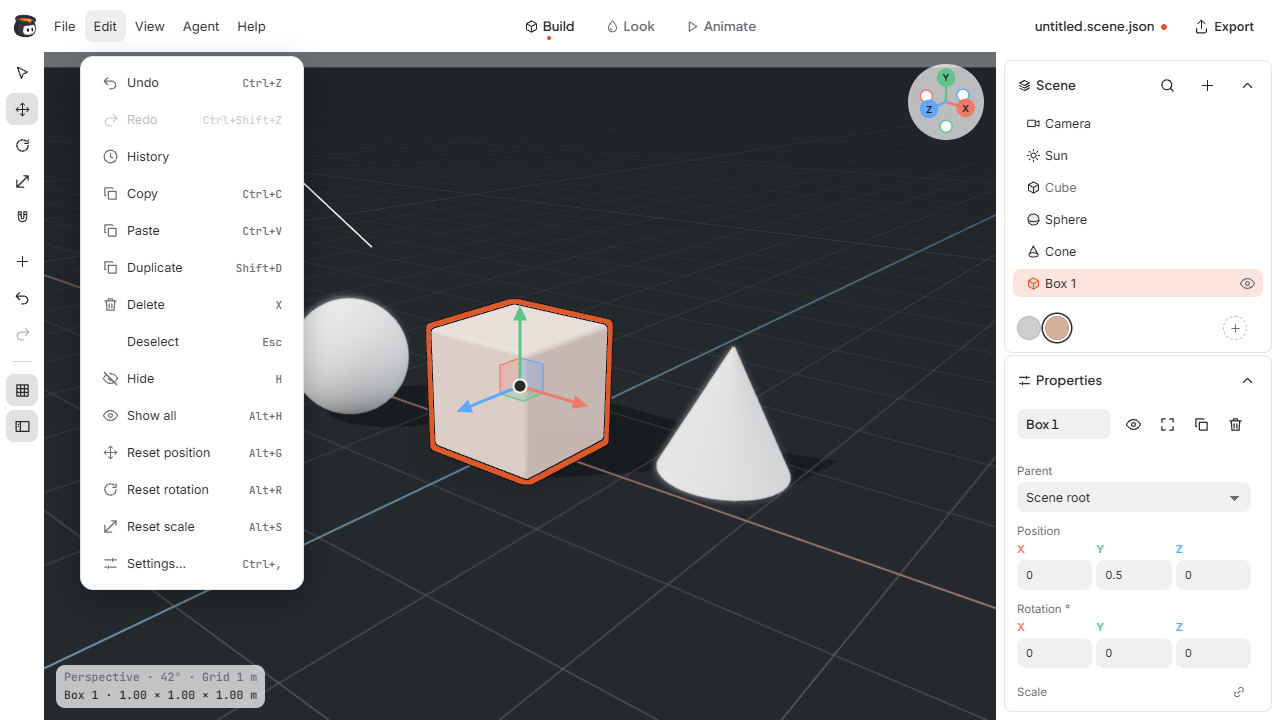 File Edit View Agent Help
Build Look Animate
untitled.scene.json
Export
Undo Ctrl+Z
Redo Ctrl+Shift+Z
History
Copy Ctrl+C
Paste Ctrl+V
Duplicate Shift+D
Delete X
Deselect Esc
Hide H
Show all Alt+H
Reset position Alt+G
Reset rotation Alt+R
Reset scale Alt+S
Settings... Ctrl+,
Y
Z X
Perspective · 42° · Grid 1 m
Box 1 · 1.00 × 1.00 × 1.00 m
Scene
Camera
Sun
Cube
Sphere
Cone
Box 1
Properties
Box 1
Parent
Scene root
Position
X Y Z
0 0.5 0
Rotation °
X Y Z
0 0 0
Scale